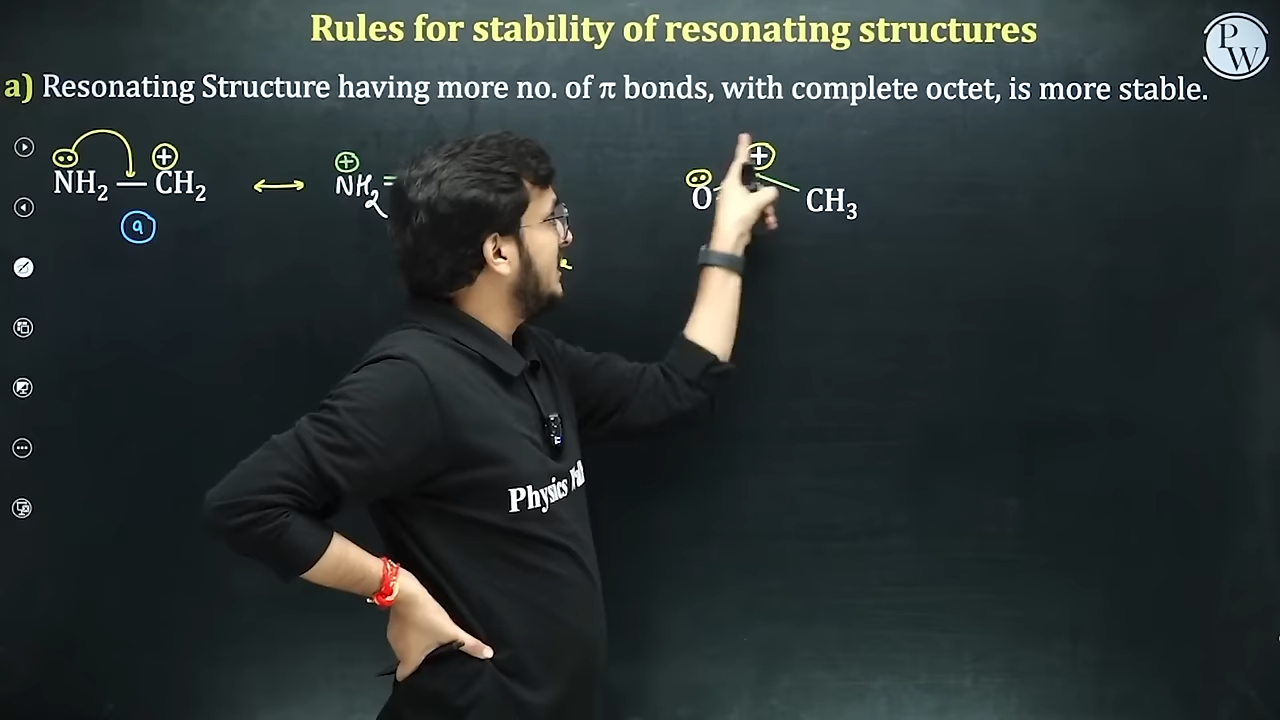 Rules for stability of resonating structures
PW
a) Resonating Structure having more no. of π bonds, with complete octet, is more stable.
NH₂ — CH₂ ⊕ ↔ ⊕ NH₂ =
O ⊕ CH₃
a
Physics